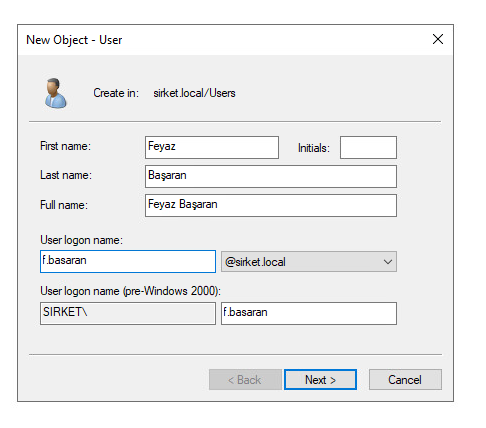 New Object - User
Create in: sirket.local/Users
First name: Feyaz Initials:
Last name: Başaran
Full name: Feyaz Başaran
User logon name:
f.basaran @sirket.local
User logon name (pre-Windows 2000):
SIRKET\ f.basaran
< Back Next > Cancel